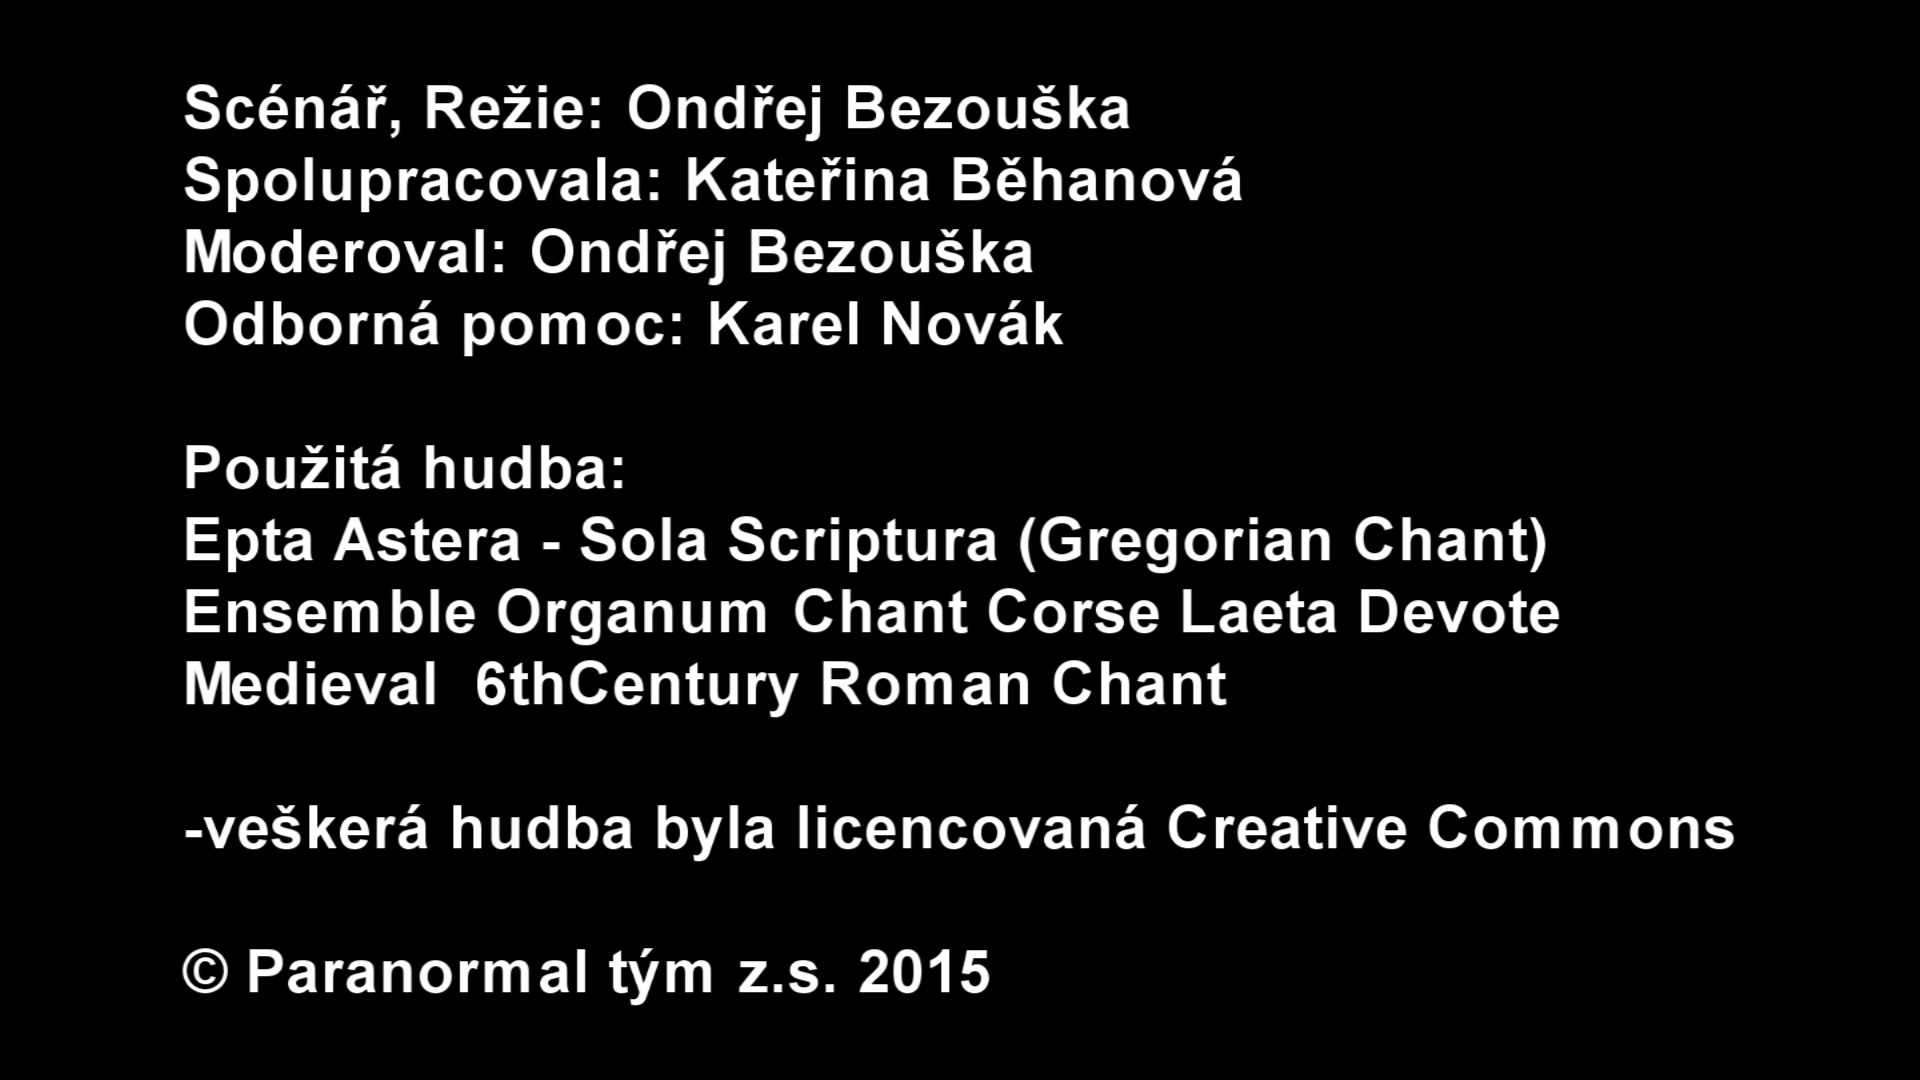 Scénář, Režie: Ondřej Bezouška
Spolupracovala: Kateřina Běhanová
Moderoval: Ondřej Bezouška
Odborná pomoc: Karel Novák
Použitá hudba:
Epta Astera - Sola Scriptura (Gregorian Chant)
Ensemble Organum Chant Corse Laeta Devote
Medieval  6thCentury Roman Chant
-veškerá hudba byla licencovaná Creative Commons
© Paranormal tým z.s. 2015